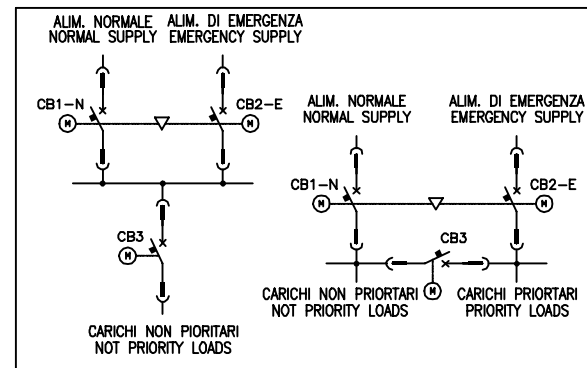 ALIM. NORMALE
NORMAL SUPPLY
ALIM. DI EMERGENZA
EMERGENCY SUPPLY
CB1-N
CB2-E
M
M
CB3
M
CARICHI NON PIORITARI
NOT PRIORITY LOADS
ALIM. NORMALE
NORMAL SUPPLY
ALIM. DI EMERGENZA
EMERGENCY SUPPLY
CB1-N
CB2-E
M
M
CB3
M
CARICHI NON PRIORTARI
NOT PRIORITY LOADS
CARICHI PRIORTARI
PRIORITY LOADS